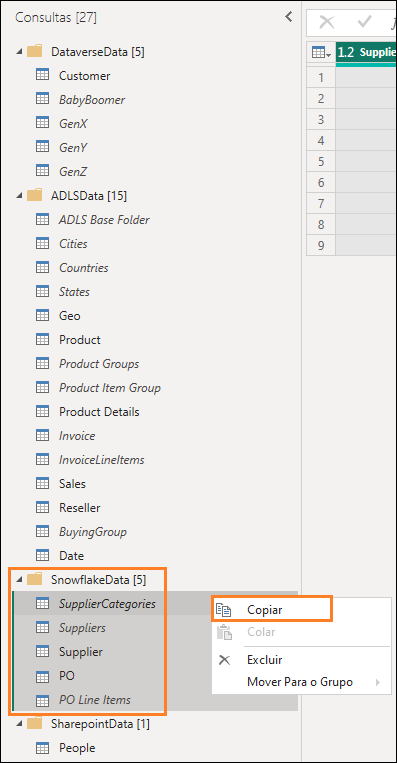 Consultas [27]
DataverseData [5]
Customer
BabyBoomer
GenX
GenY
GenZ
ADLSData [15]
ADLS Base Folder
Cities
Countries
States
Geo
Product
Product Groups
Product Item Group
Product Details
Invoice
InvoiceLineItems
Sales
Reseller
BuyingGroup
Date
SnowflakeData [5]
SupplierCategories
Suppliers
Supplier
PO
PO Line Items
SharepointData [1]
People
1.2 Supplie
1
2
3
4
5
6
7
8
9
Copiar
Colar
Excluir
Mover Para o Grupo